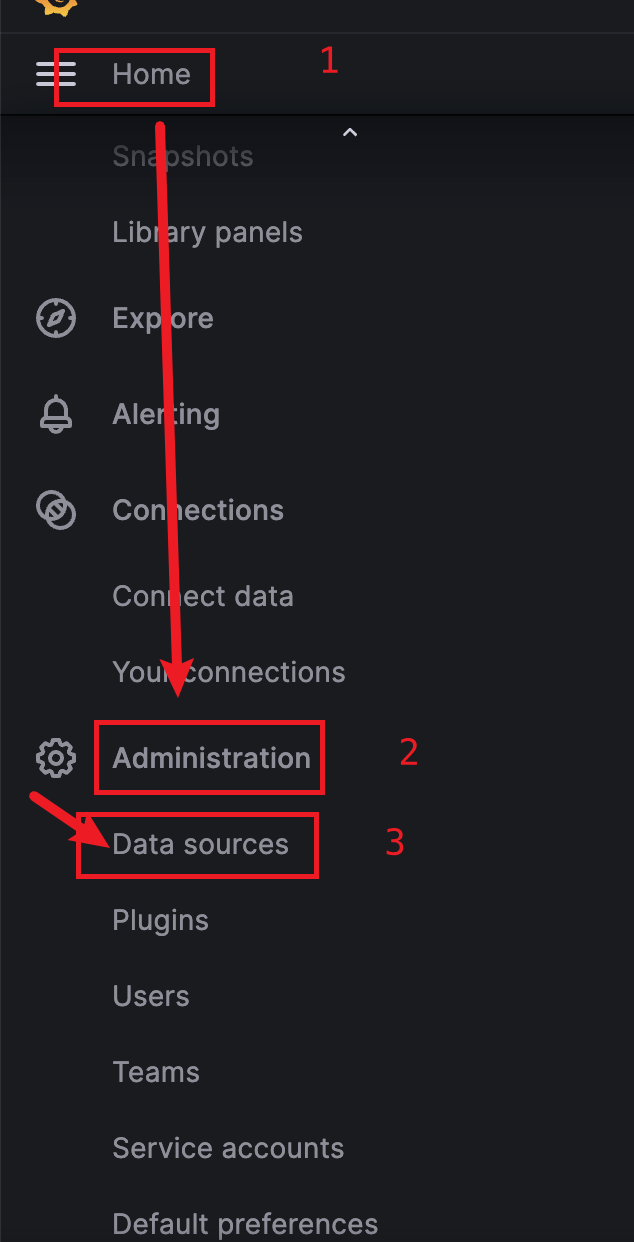 Home 1
Snapshots
Library panels
Explore
Alerting
Connections
Connect data
Your connections
Administration 2
Data sources 3
Plugins
Users
Teams
Service accounts
Default preferences